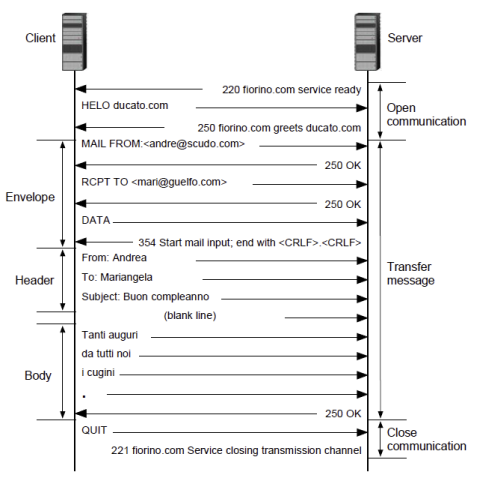 Client
Server
220 fiorino.com service ready
HELO ducato.com
Open
communication
250 fiorino.com greets ducato.com
MAIL FROM:<andre@scudo.com>
250 OK
RCPT TO <mari@guelfo.com>
Envelope
250 OK
DATA
354 Start mail input; end with <CRLF>.<CRLF>
From: Andrea
To: Mariangela
Header
Transfer
message
Subject: Buon compleanno
(blank line)
Tanti auguri
da tutti noi
Body
i cugini
.
250 OK
QUIT
Close
communication
221 fiorino.com Service closing transmission channel